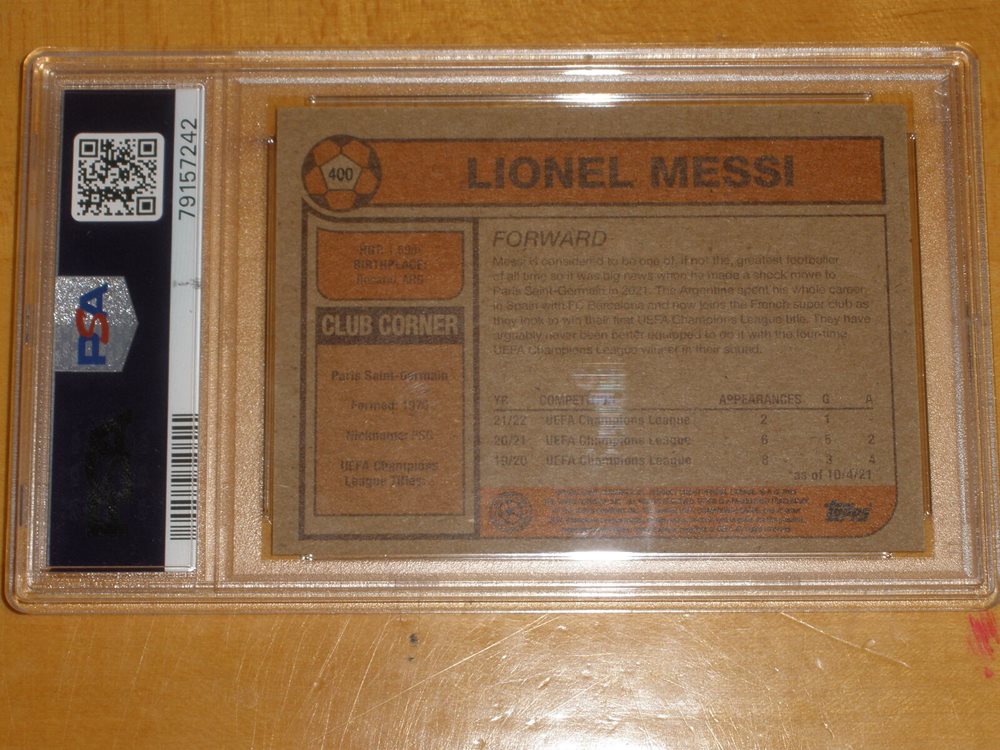 PSA
79157242
400
LIONEL MESSI
HGT:
BIRTHPLACE:
Rosario, ARG
CLUB CORNER
Paris Saint-Germain
Formed: 1970
Nickname: PSG
UEFA Champions
League Titles:
FORWARD
Messi is considered to be one of, if not the, greatest footballer
of all time so it was big news when he made a shock move to
Paris Saint-Germain in 2021. The Argentine spent his whole career
with FC Barcelona and now joins the French super club as
they look to win their first UEFA Champions League title. They have
arguably never been better equipped to do it with the four-time
UEFA Champions League winner in their squad.
YR COMPETITION APPEARANCES G A
21/22 UEFA Champions League 2 1
20/21 UEFA Champions League 6 5 2
19/20 UEFA Champions League 8 3 4
*as of 10/4/21
topps